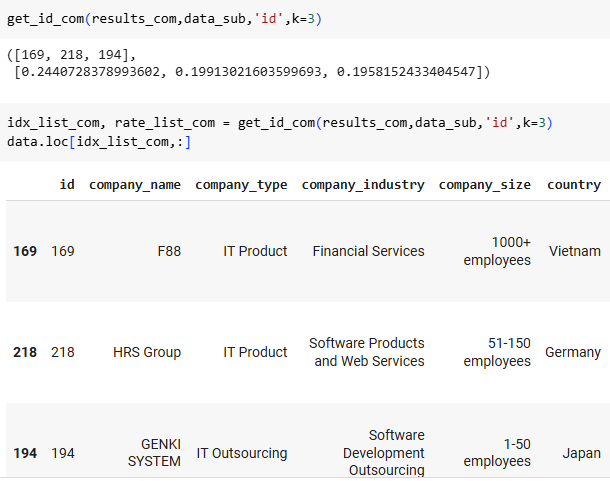 get_id_com(results_com,data_sub,'id',k=3)
([169, 218, 194],
[0.2440728378993602, 0.19913021603599693, 0.1958152433404547])
idx_list_com, rate_list_com = get_id_com(results_com,data_sub,'id',k=3)
data.loc[idx_list_com,:]
id company_name company_type company_industry company_size country
169 169 F88 IT Product Financial Services 1000+ employees Vietnam
218 218 HRS Group IT Product Software Products and Web Services 51-150 employees Germany
194 194 GENKI SYSTEM IT Outsourcing Software Development Outsourcing 1-50 employees Japan